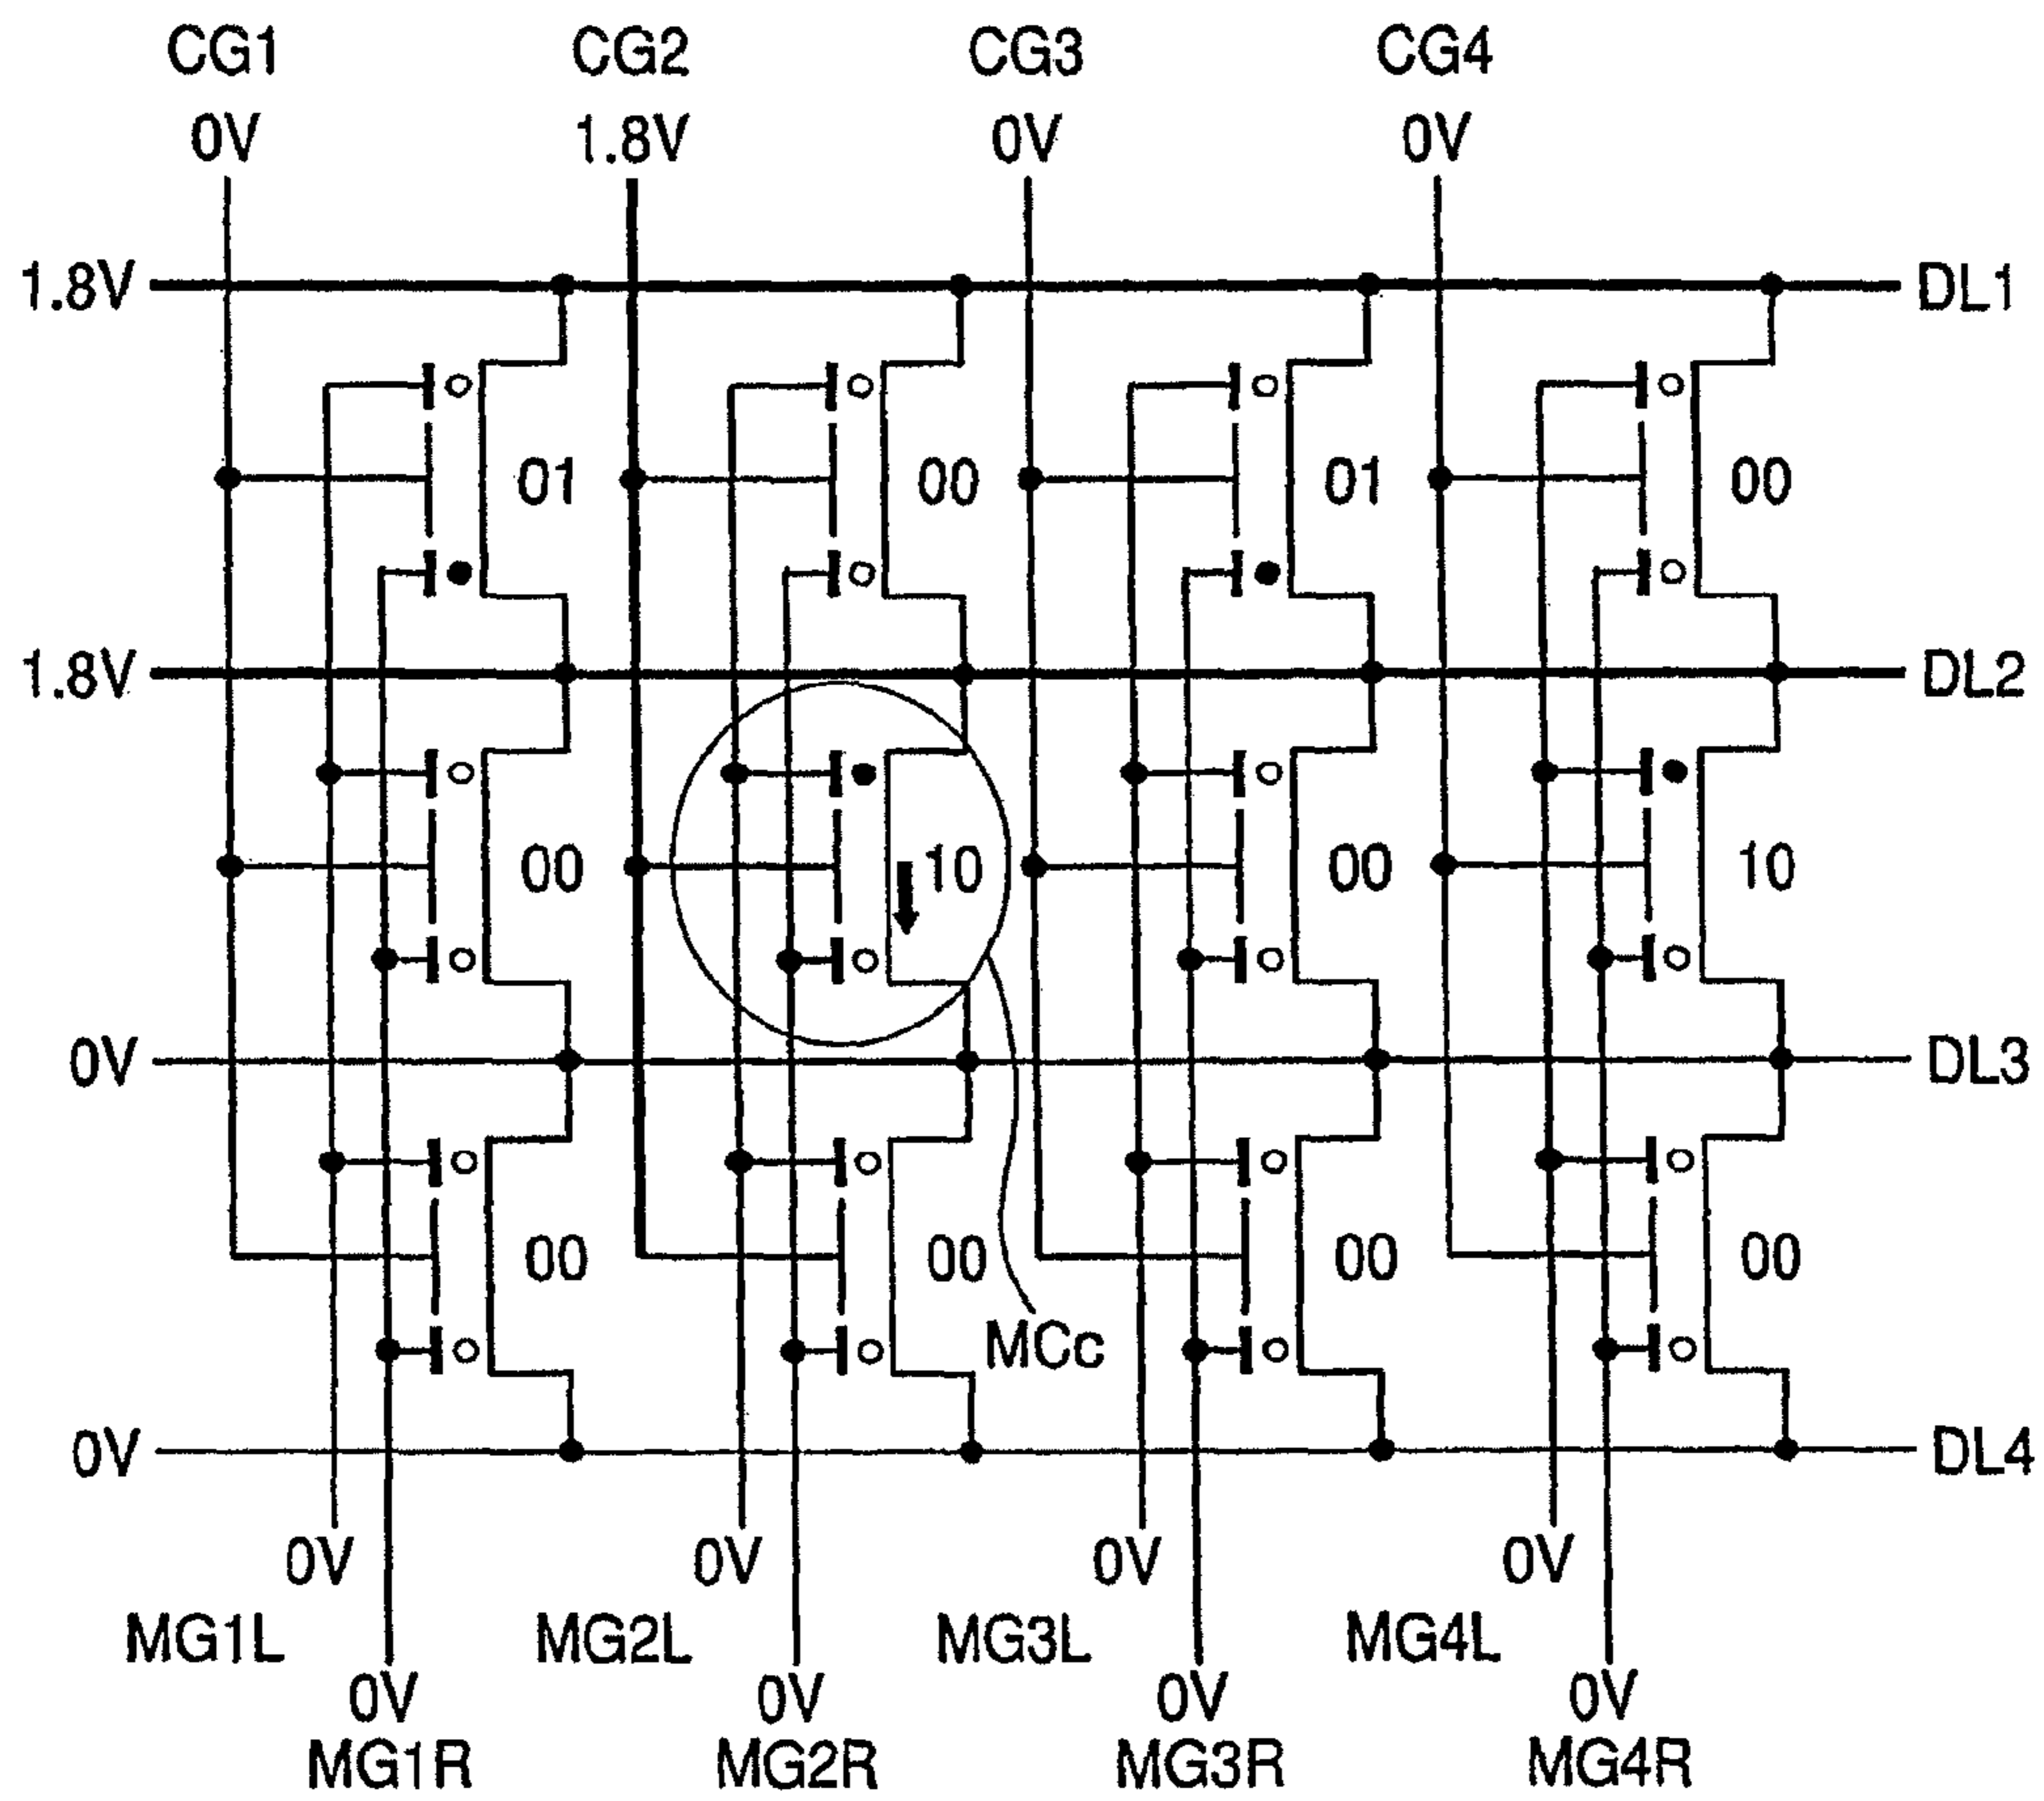 CG1 CG2 CG3 CG4
0V 1.8V 0V 0V
1.8V DL1
01 00 01 00
1.8V DL2
00 10 00 10
0V DL3
00 00 00 00
MCc
0V DL4
0V 0V 0V 0V
MG1L MG2L MG3L MG4L
0V 0V 0V 0V
MG1R MG2R MG3R MG4R